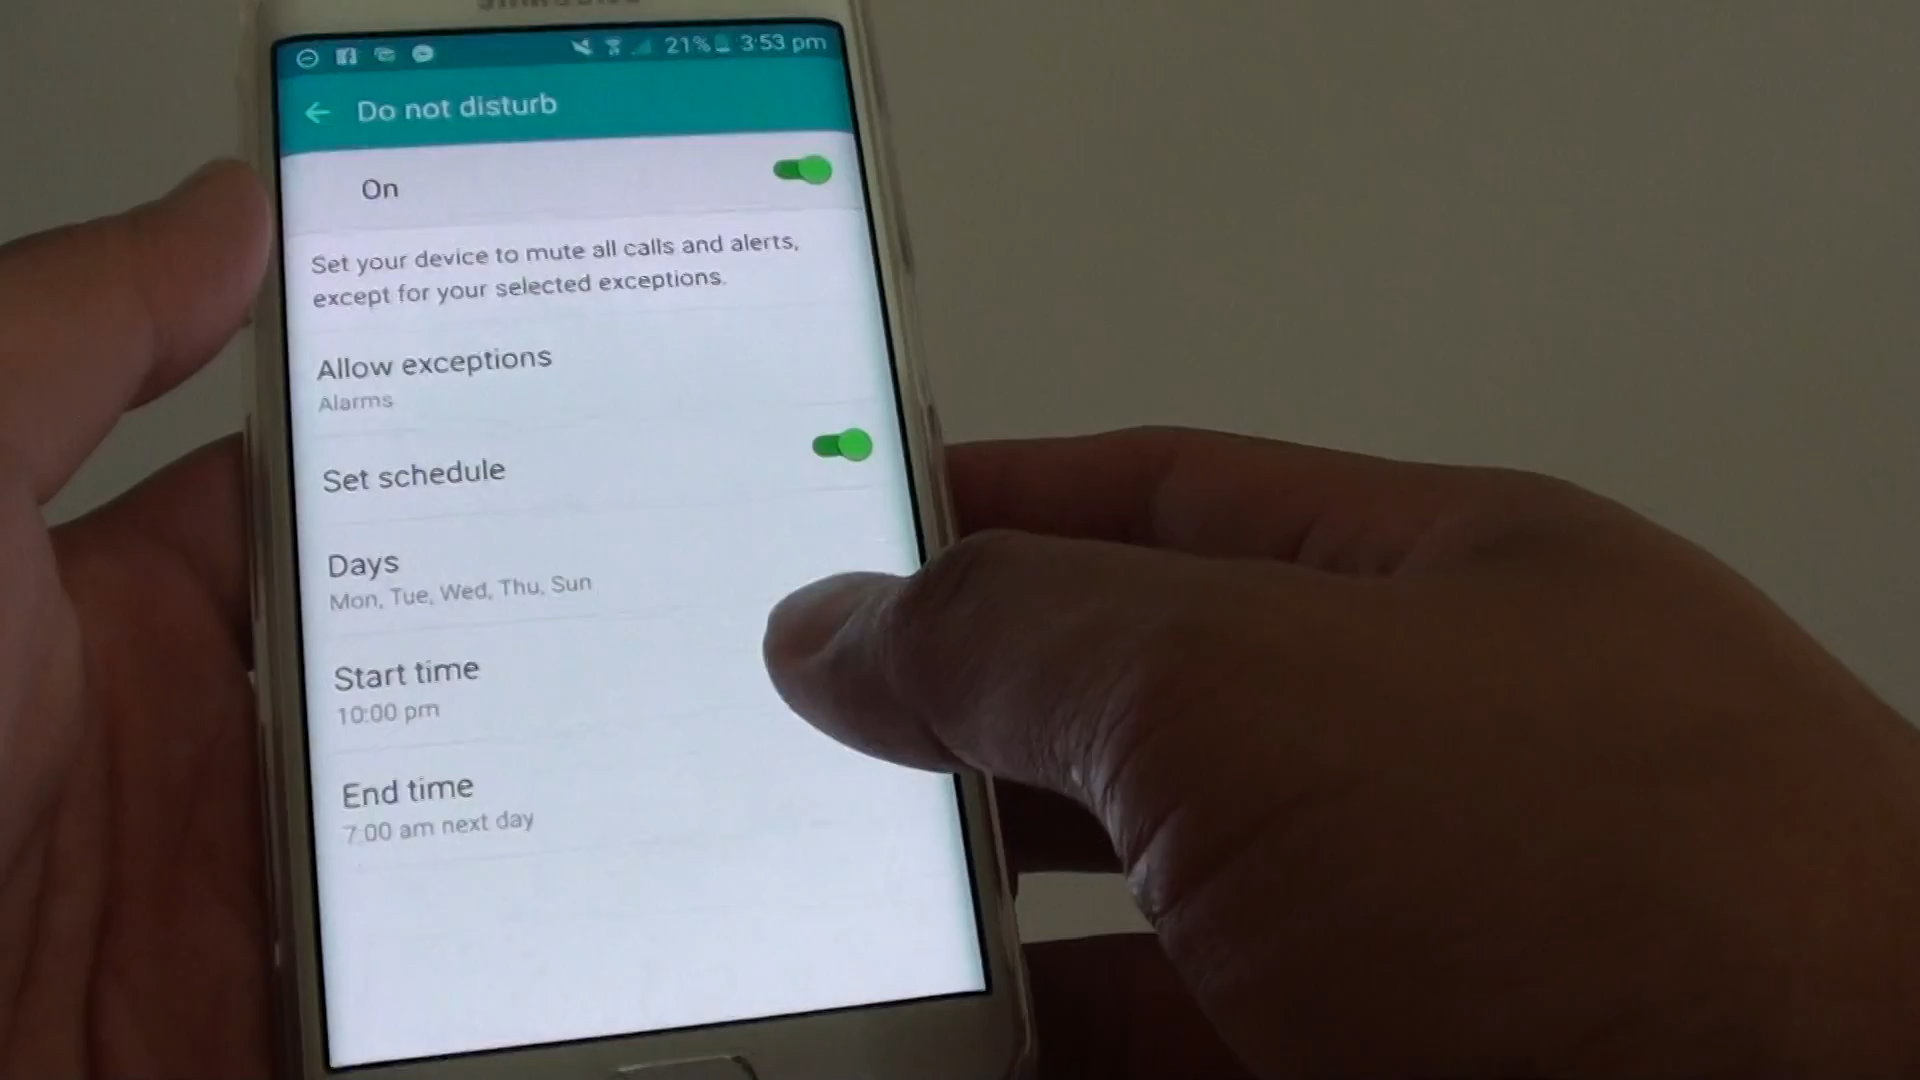 21% 3:53 pm
Do not disturb
On
Set your device to mute all calls and alerts,
except for your selected exceptions.
Allow exceptions
Alarms
Set schedule
Days
Mon, Tue, Wed, Thu, Sun
Start time
10:00 pm
End time
7:00 am next day